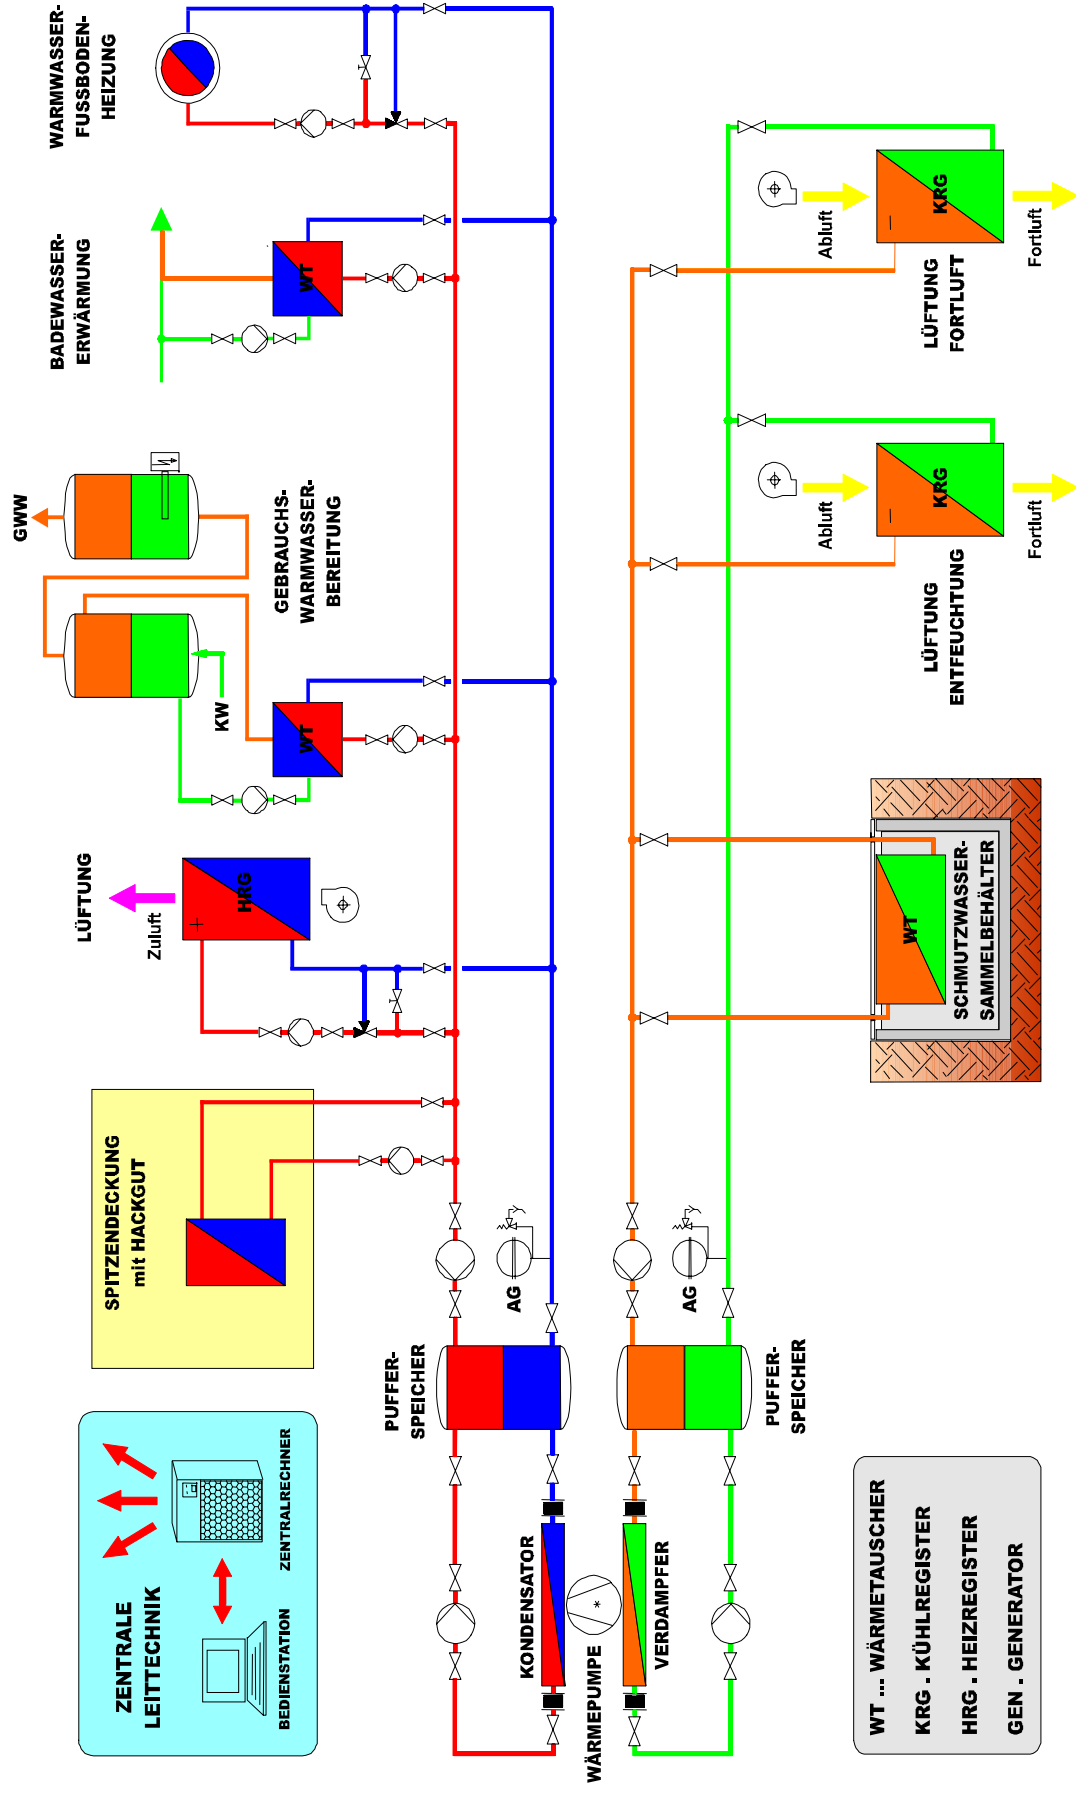 ZENTRALE
LEITTECHNIK
BEDIENSTATION
ZENTRALRECHNER
SPITZENDECKUNG
mit HACKGUT
LÜFTUNG
Zuluft
HRG
+
KW
GWW
GEBRAUCHS-
WARMWASSER-
BEREITUNG
WT
BADEWASSER-
ERWÄRMUNG
WT
WARMWASSER-
FUSSBODEN-
HEIZUNG
PUFFER-
SPEICHER
AG
KONDENSATOR
WÄRMEPUMPE
*
VERDAMPFER
PUFFER-
SPEICHER
AG
WT
SCHMUTZWASSER-
SAMMELBEHÄLTER
Abluft
KRG
–
Fortluft
LÜFTUNG
ENTFEUCHTUNG
Abluft
KRG
–
Fortluft
LÜFTUNG
FORTLUFT
WT ... WÄRMETAUSCHER
KRG . KÜHLREGISTER
HRG . HEIZREGISTER
GEN . GENERATOR